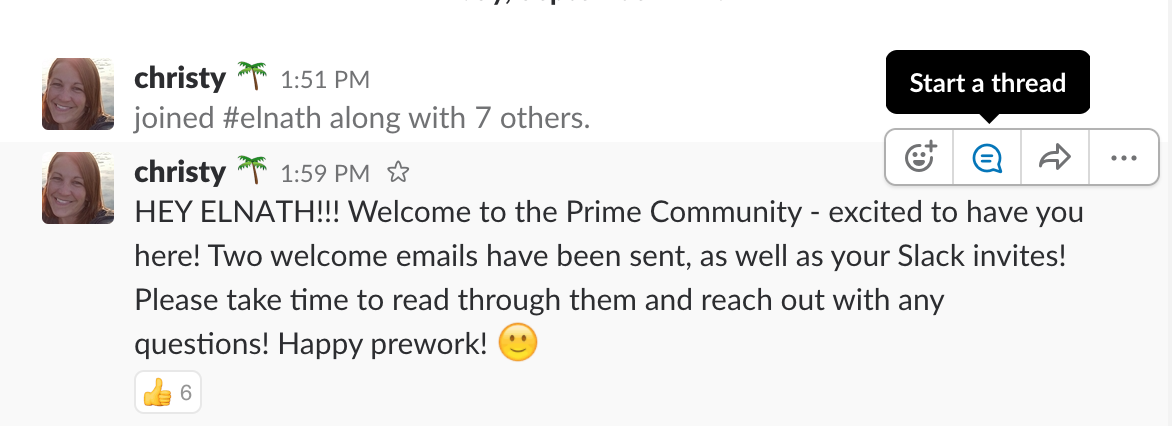 christy 🌴 1:51 PM
Start a thread
joined #elnath along with 7 others.
christy 🌴 1:59 PM
HEY ELNATH!!! Welcome to the Prime Community - excited to have you
here! Two welcome emails have been sent, as well as your Slack invites!
Please take time to read through them and reach out with any
questions! Happy prework! 🙂
👍 6